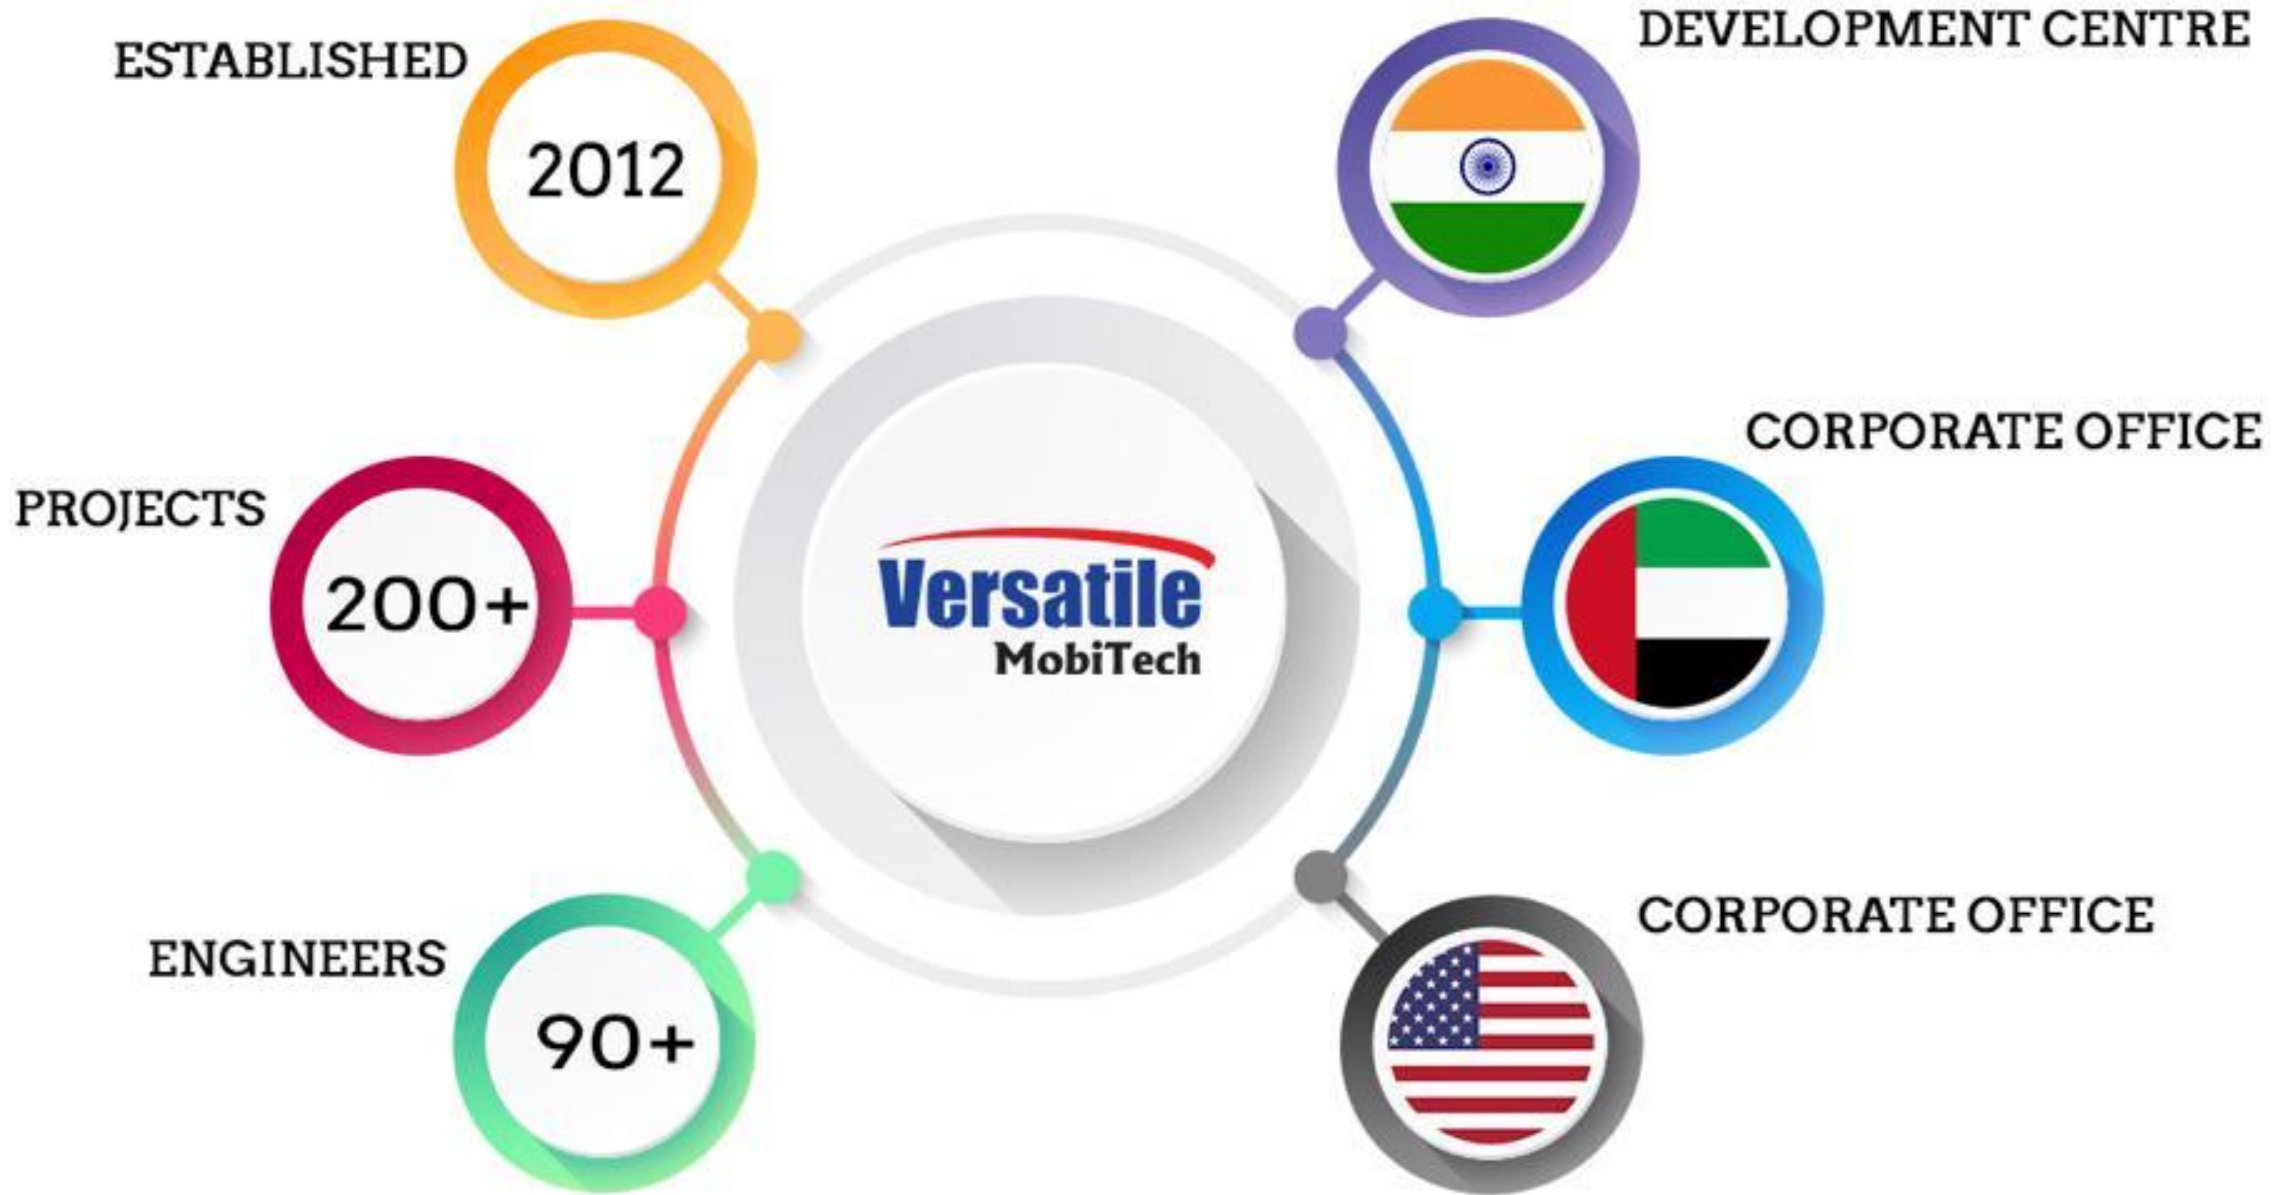 ESTABLISHED
2012
PROJECTS
200+
ENGINEERS
90+
Versatile
MobiTech
DEVELOPMENT CENTRE
CORPORATE OFFICE
CORPORATE OFFICE